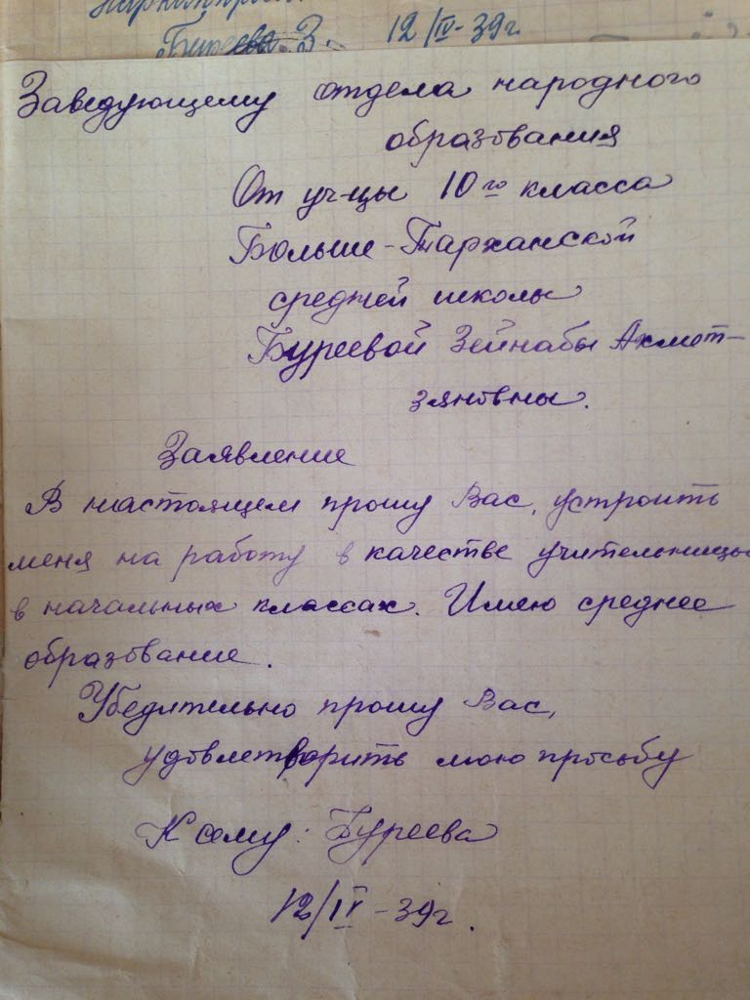 Буреева З. 12/IV-39г.
Заведующему отдела народного
образования
От уч-цы 10го класса
Больше-Тарханской
средней школы
Буреевой Зейнабы Ахмет-
зяновны.
Заявление
В настоящем прошу Вас, устроить
меня на работу в качестве учительницы
в начальных классах. Имею среднее
образование.
Убедительно прошу Вас,
удовлетворить мою просьбу
К сему: Буреева
12/IV-39г.